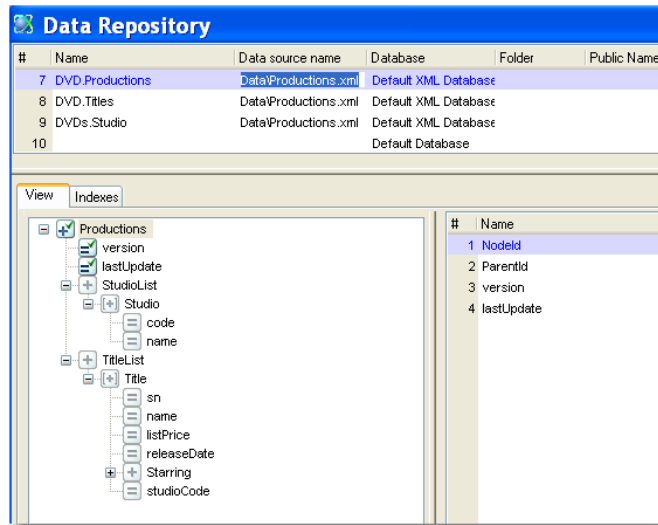 Data Repository
# Name Data source name Database Folder Public Name
7 DVD.Productions Data\Productions.xml Default XML Database
8 DVD.Titles Data\Productions.xml Default XML Database
9 DVDs.Studio Data\Productions.xml Default XML Database
10 Default Database
View Indexes
Productions
version
lastUpdate
StudioList
Studio
code
name
TitleList
Title
sn
name
listPrice
releaseDate
Starring
studioCode
# Name
1 NodeId
2 ParentId
3 version
4 lastUpdate